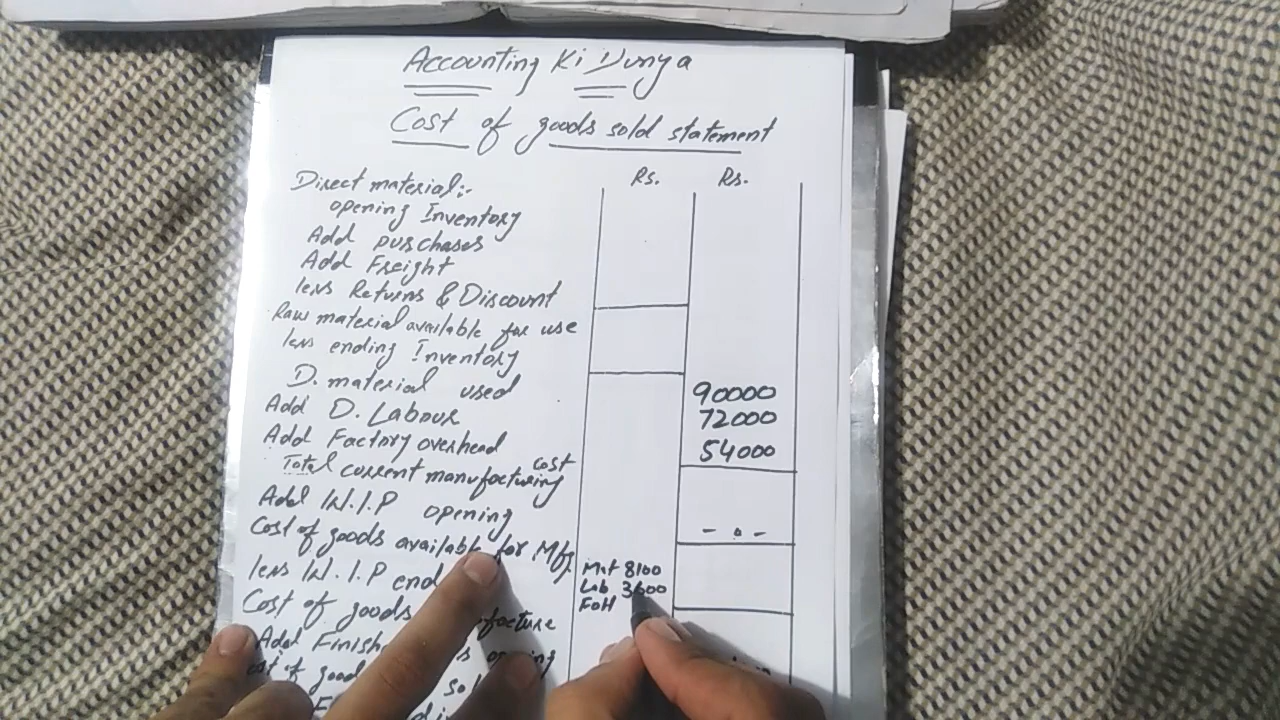 Accounting Ki Dunya
Cost of goods sold statement
Rs. Rs.
Direct material:-
opening Inventory
Add purchases
Add Freight
less Returns & Discount
Raw material available for use
less ending Inventory
D. material used 90000
Add D. Labour 72000
Add Factory overhead 54000
Total current manufacturing cost
Add W.I.P opening - 0 -
Cost of goods available for Mfg.
less W.I.P end Mat 8100
Lab 3600
FOH
Cost of goods
Add Finish